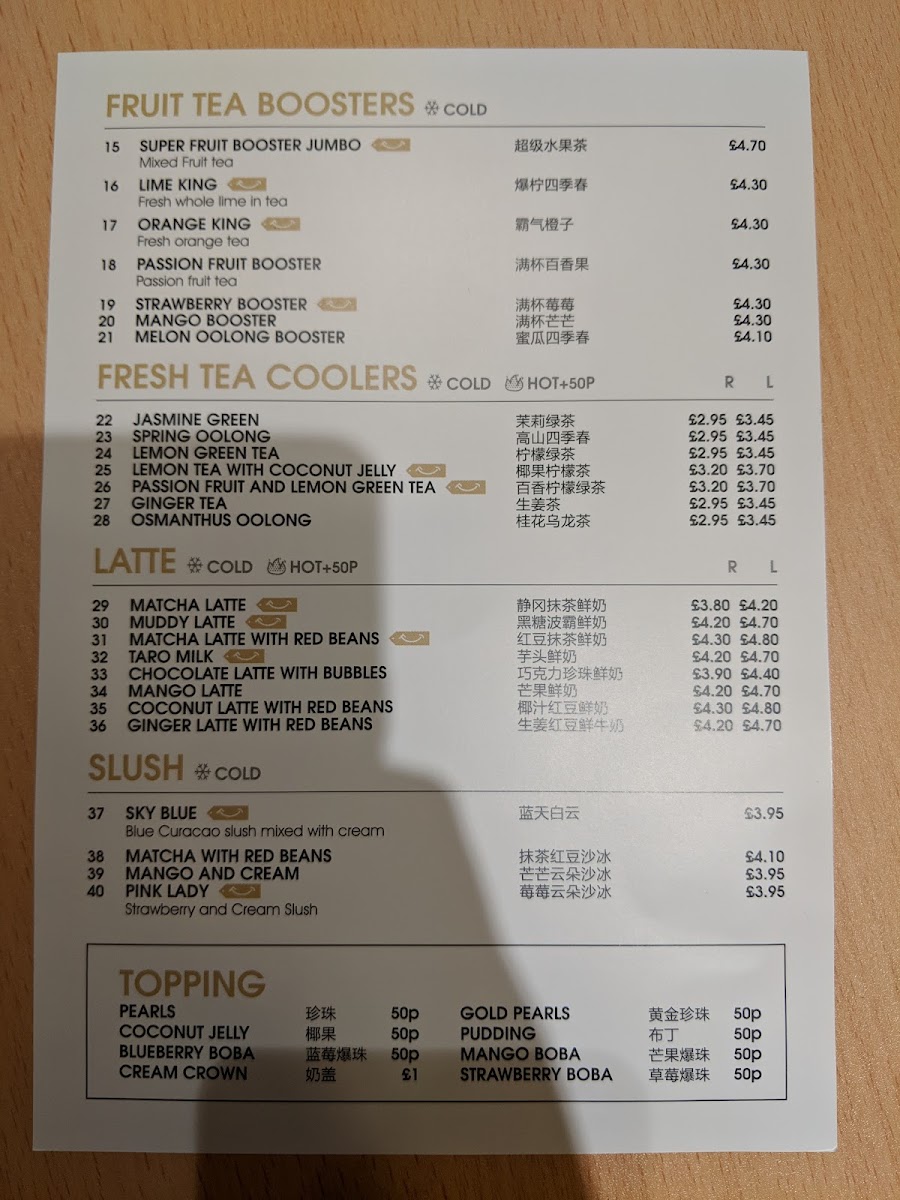 FRUIT TEA BOOSTERS COLD
15 SUPER FRUIT BOOSTER JUMBO 超级水果茶 £4.70
Mixed Fruit tea
16 LIME KING 爆柠四季春 £4.30
Fresh whole lime in tea
17 ORANGE KING 霸气橙子 £4.30
Fresh orange tea
18 PASSION FRUIT BOOSTER 满杯百香果 £4.30
Passion fruit tea
19 STRAWBERRY BOOSTER 满杯莓莓 £4.30
20 MANGO BOOSTER 满杯芒芒 £4.30
21 MELON OOLONG BOOSTER 蜜瓜四季春 £4.10
FRESH TEA COOLERS COLD HOT+50P R L
22 JASMINE GREEN 茉莉绿茶 £2.95 £3.45
23 SPRING OOLONG 高山四季春 £2.95 £3.45
24 LEMON GREEN TEA 柠檬绿茶 £2.95 £3.45
25 LEMON TEA WITH COCONUT JELLY 椰果柠檬茶 £3.20 £3.70
26 PASSION FRUIT AND LEMON GREEN TEA 百香柠檬绿茶 £3.20 £3.70
27 GINGER TEA 生姜茶 £2.95 £3.45
28 OSMANTHUS OOLONG 桂花乌龙茶 £2.95 £3.45
LATTE COLD HOT+50P R L
29 MATCHA LATTE 静冈抹茶鲜奶 £3.80 £4.20
30 MUDDY LATTE 黑糖波霸鲜奶 £4.20 £4.70
31 MATCHA LATTE WITH RED BEANS 红豆抹茶鲜奶 £4.30 £4.80
32 TARO MILK 芋头鲜奶 £4.20 £4.70
33 CHOCOLATE LATTE WITH BUBBLES 巧克力珍珠鲜奶 £3.90 £4.40
34 MANGO LATTE 芒果鲜奶 £4.20 £4.70
35 COCONUT LATTE WITH RED BEANS 椰汁红豆鲜奶 £4.30 £4.80
36 GINGER LATTE WITH RED BEANS 生姜红豆鲜牛奶 £4.20 £4.70
SLUSH COLD
37 SKY BLUE 蓝天白云 £3.95
Blue Curacao slush mixed with cream
38 MATCHA WITH RED BEANS 抹茶红豆沙冰 £4.10
39 MANGO AND CREAM 芒芒云朵沙冰 £3.95
40 PINK LADY 莓莓云朵沙冰 £3.95
Strawberry and Cream Slush
TOPPING
PEARLS 珍珠 50p GOLD PEARLS 黄金珍珠 50p
COCONUT JELLY 椰果 50p PUDDING 布丁 50p
BLUEBERRY BOBA 蓝莓爆珠 50p MANGO BOBA 芒果爆珠 50p
CREAM CROWN 奶盖 £1 STRAWBERRY BOBA 草莓爆珠 50p